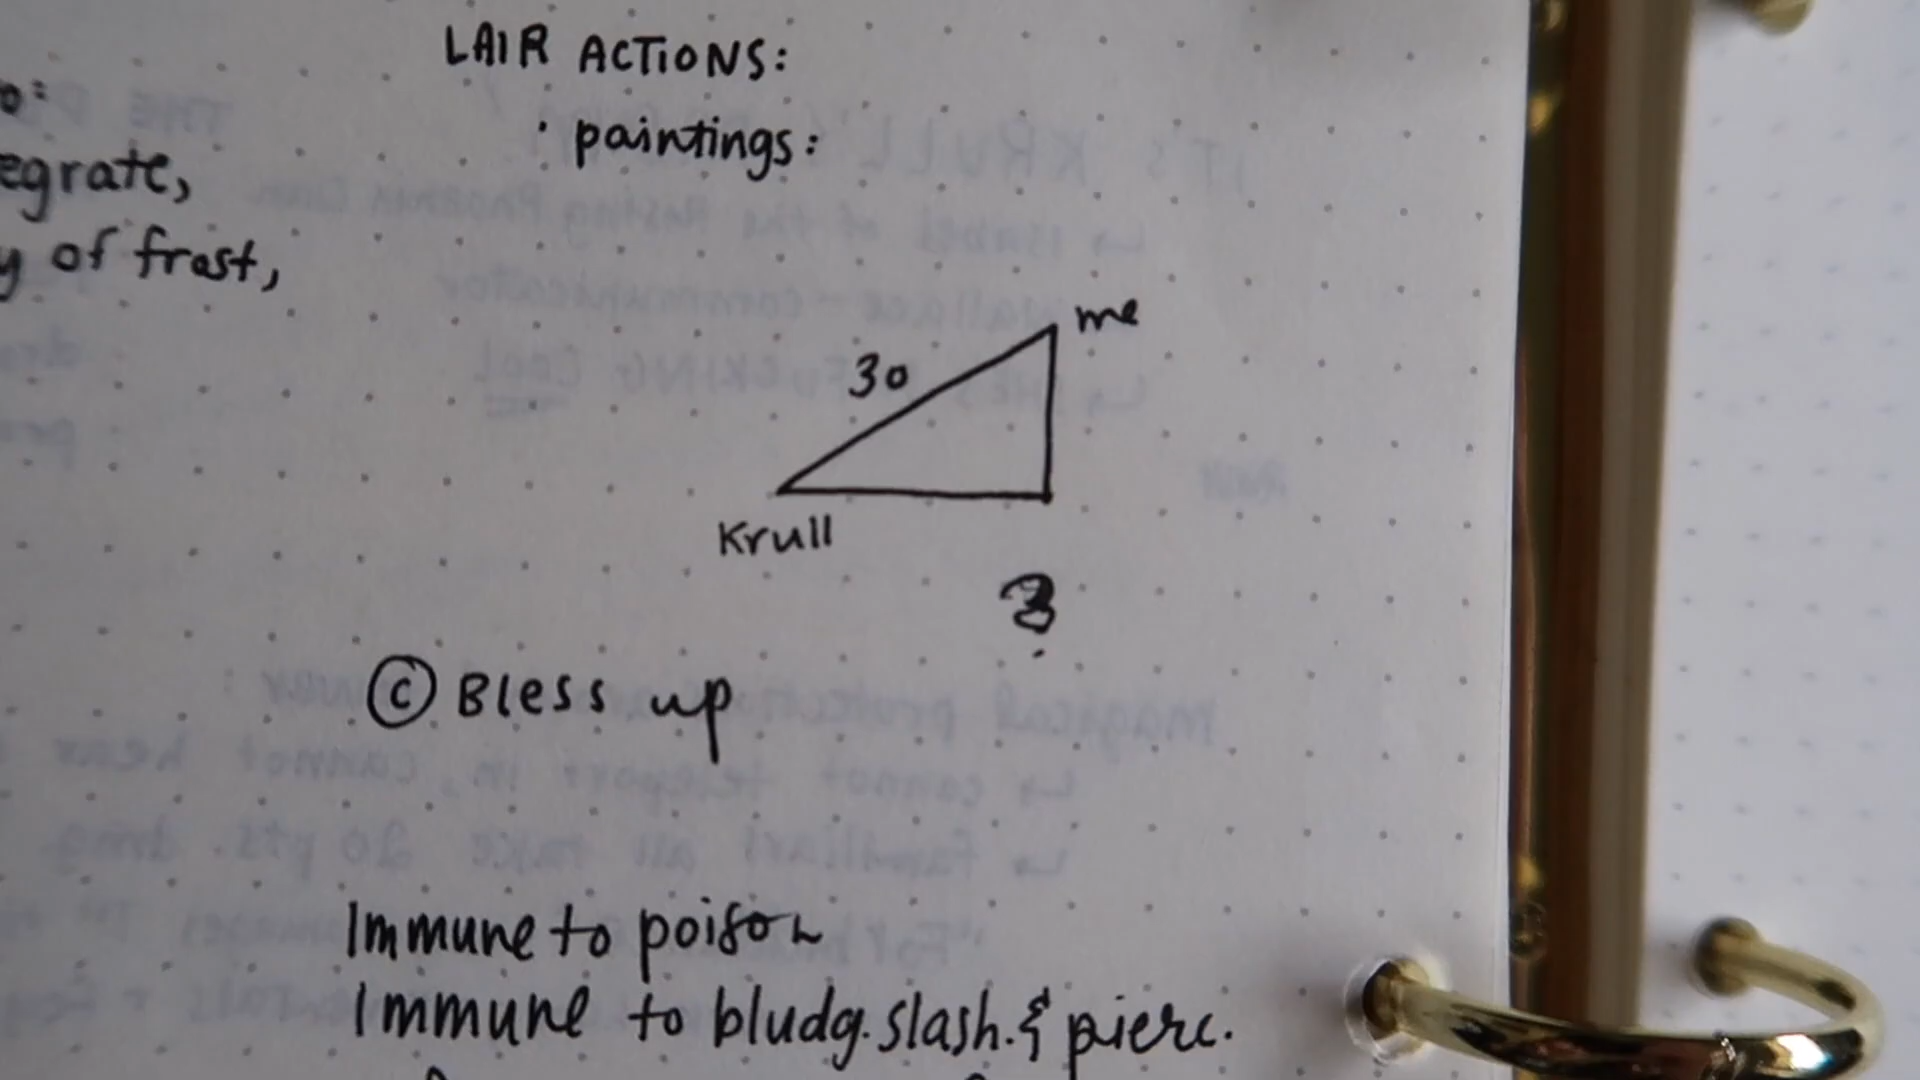 LAIR ACTIONS:
· paintings:
egrate,
y of frost,
me
30
Krull
?
© Bless up
Immune to poison
Immune to bludg. slash. & pierc.